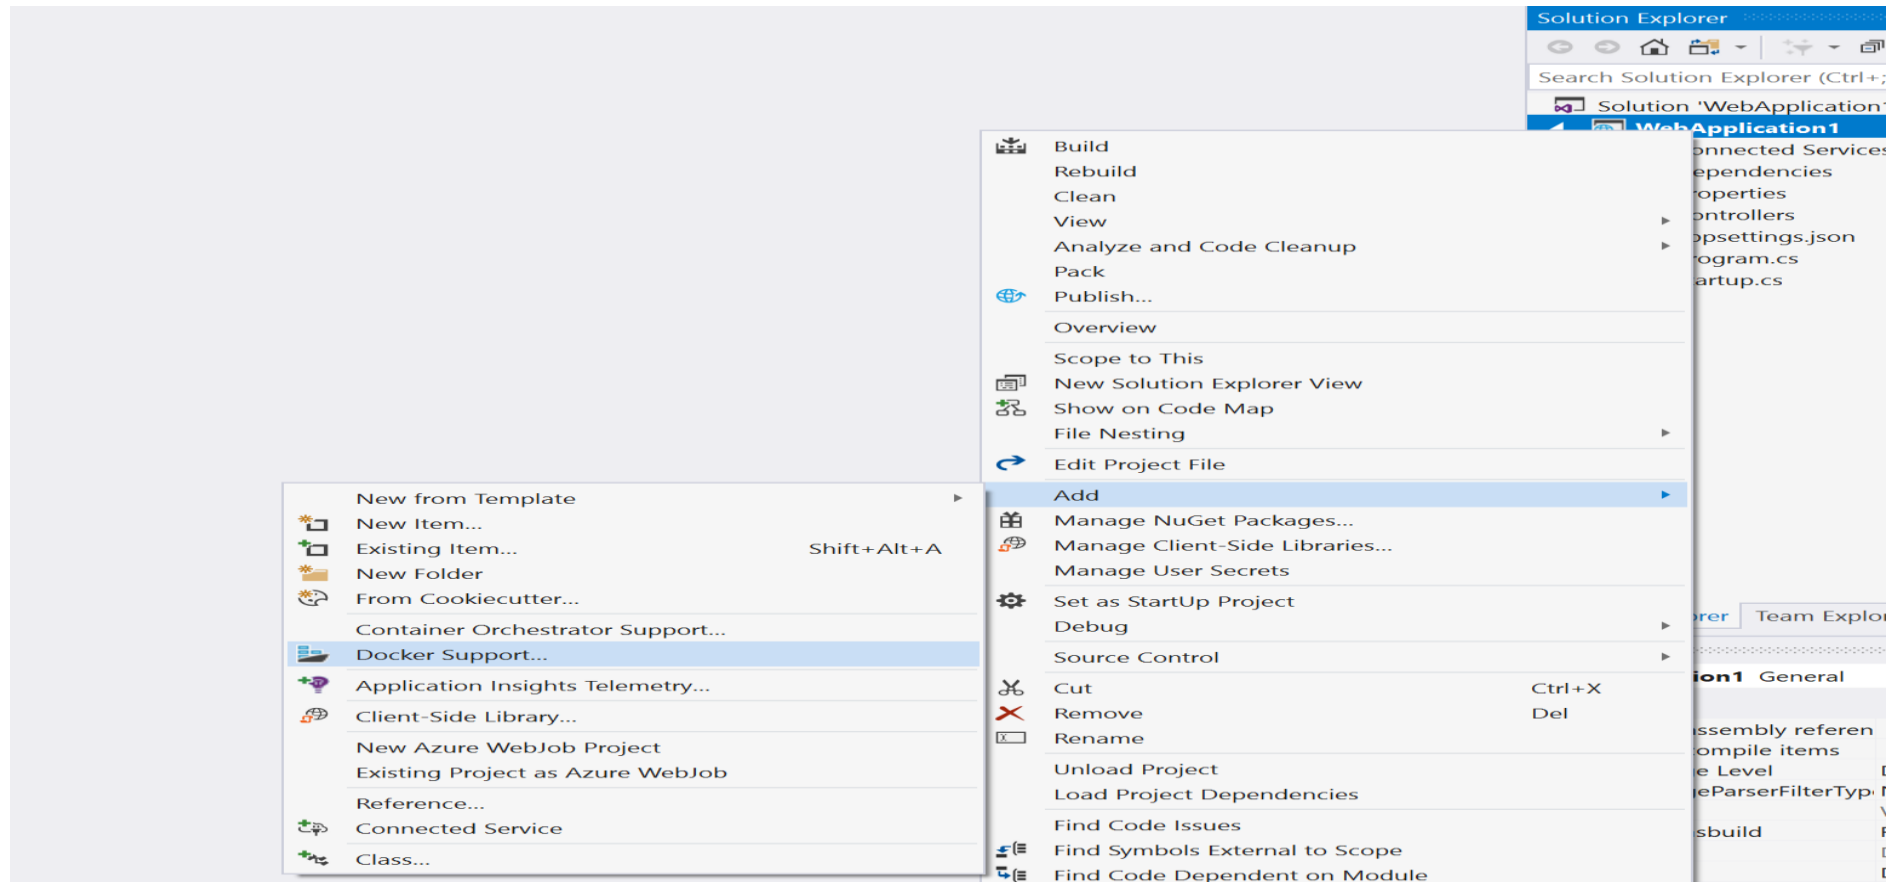 Solution Explorer
Search Solution Explorer (Ctrl+;
Solution 'WebApplication1
WebApplication1
onnected Services
ependencies
roperties
ontrollers
ppsettings.json
rogram.cs
artup.cs
Build
Rebuild
Clean
View
Analyze and Code Cleanup
Pack
Publish...
Overview
Scope to This
New Solution Explorer View
Show on Code Map
File Nesting
Edit Project File
Add
Manage NuGet Packages...
Manage Client-Side Libraries...
Manage User Secrets
Set as StartUp Project
Debug
Source Control
Cut Ctrl+X
Remove Del
Rename
Unload Project
Load Project Dependencies
Find Code Issues
Find Symbols External to Scope
Find Code Dependent on Module
New from Template
New Item...
Existing Item... Shift+Alt+A
New Folder
From Cookiecutter...
Container Orchestrator Support...
Docker Support...
Application Insights Telemetry...
Client-Side Library...
New Azure WebJob Project
Existing Project as Azure WebJob
Reference...
Connected Service
Class...
orer Team Explor
ion1 General
ssembly referen
ompile items
e Level
eParserFilterTyp
sbuild